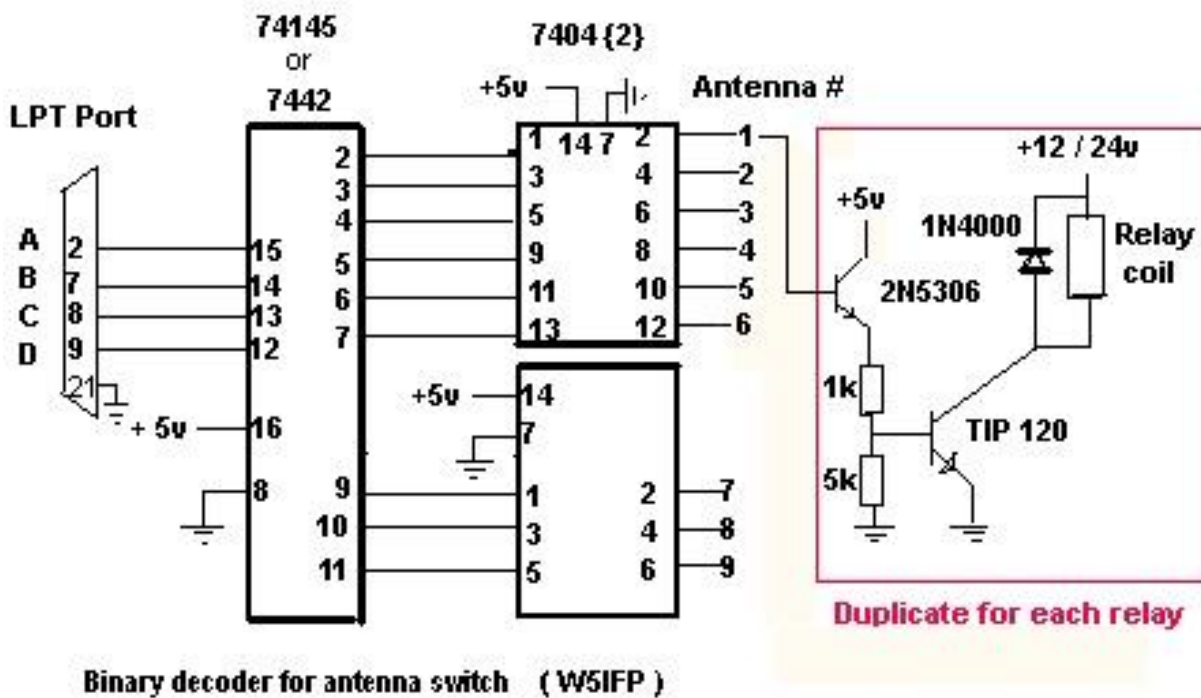 74145
or
7442
7404 {2}
+5v
Antenna #
LPT Port
A
B
C
D
2
7
8
9
21
15
14
13
12
+ 5v
16
8
2
3
4
5
6
7
9
10
11
1
3
5
9
11
13
14 7
2
4
6
8
10
12
1
2
3
4
5
6
+5v
14
7
1
3
5
2
4
6
7
8
9
+12 / 24v
+5v
1N4000
Relay
coil
2N5306
1k
5k
TIP 120
Duplicate for each relay
Binary decoder for antenna switch ( W5IFP )